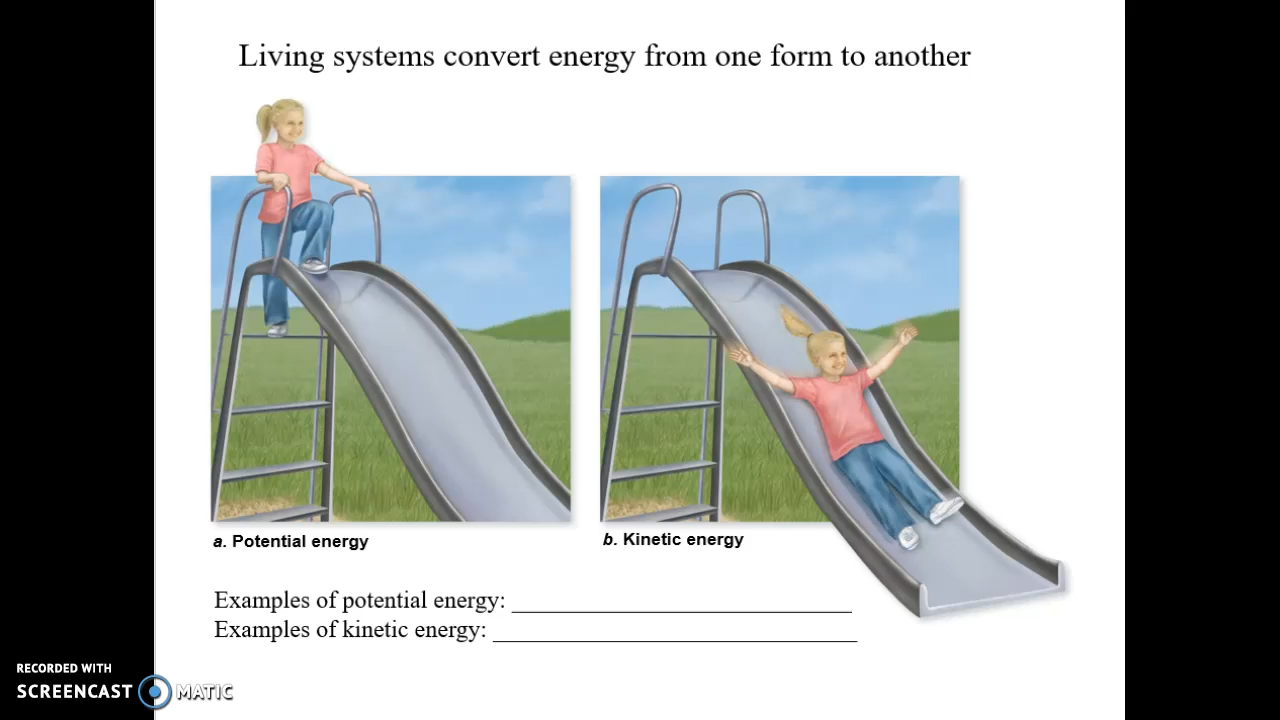 Living systems convert energy from one form to another
a. Potential energy
b. Kinetic energy
Examples of potential energy: ____________________________
Examples of kinetic energy: ______________________________
RECORDED WITH
SCREENCAST MATIC